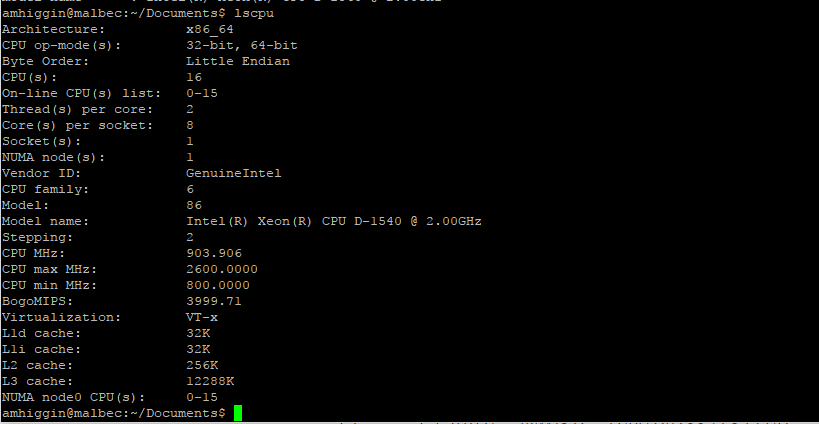 amhiggin@malbec:~/Documents$ lscpu
Architecture:          x86_64
CPU op-mode(s):        32-bit, 64-bit
Byte Order:            Little Endian
CPU(s):                16
On-line CPU(s) list:   0-15
Thread(s) per core:    2
Core(s) per socket:    8
Socket(s):             1
NUMA node(s):          1
Vendor ID:             GenuineIntel
CPU family:            6
Model:                 86
Model name:            Intel(R) Xeon(R) CPU D-1540 @ 2.00GHz
Stepping:              2
CPU MHz:               903.906
CPU max MHz:           2600.0000
CPU min MHz:           800.0000
BogoMIPS:              3999.71
Virtualization:        VT-x
L1d cache:             32K
L1i cache:             32K
L2 cache:              256K
L3 cache:              12288K
NUMA node0 CPU(s):     0-15
amhiggin@malbec:~/Documents$